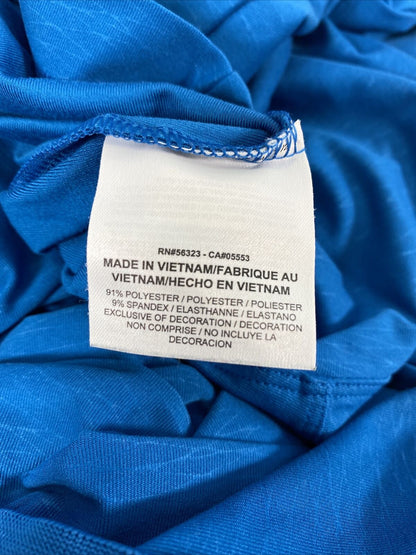 RN#56323 - CA#05553
MADE IN VIETNAM/FABRIQUE AU
VIETNAM/HECHO EN VIETNAM
91% POLYESTER / POLYESTER / POLIESTER
9% SPANDEX / ELASTHANNE / ELASTANO
EXCLUSIVE OF DECORATION / DECORATION
NON COMPRISE / NO INCLUYE LA
DECORACION